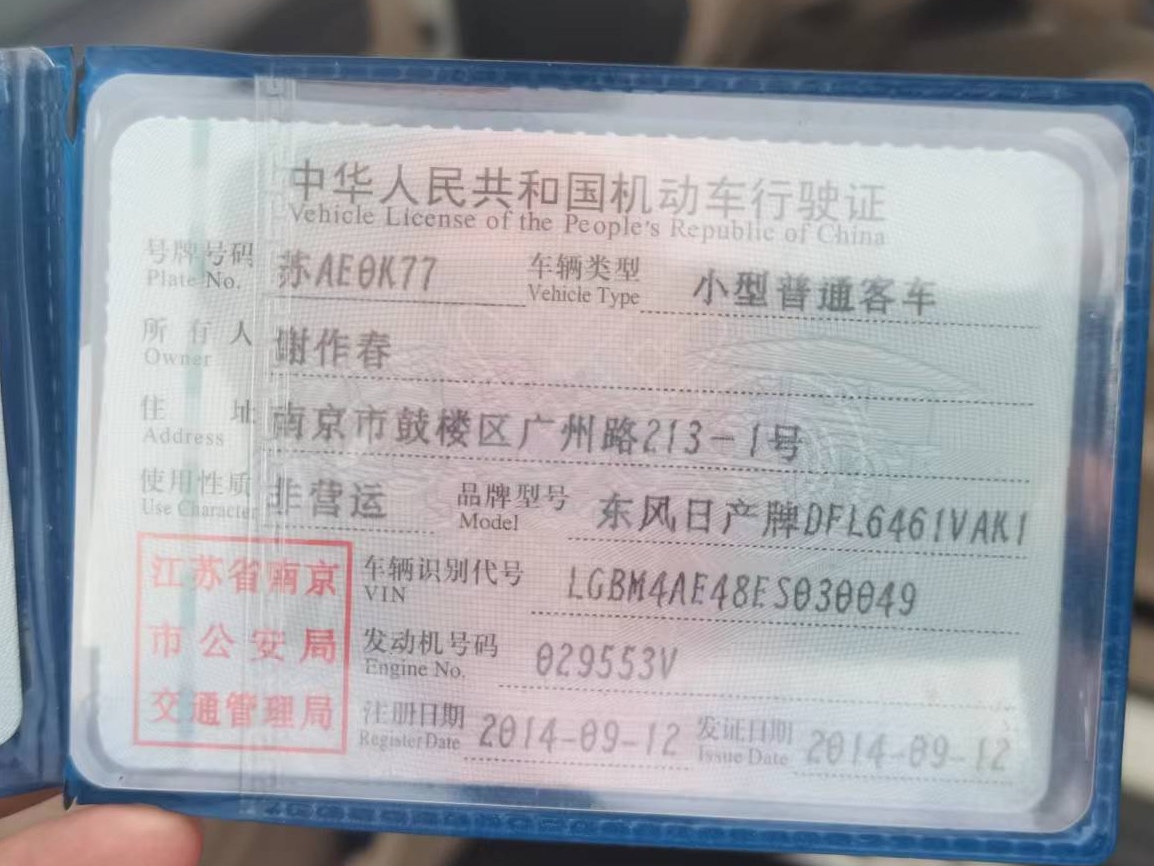 中华人民共和国机动车行驶证
Vehicle License of the People's Republic of China
号牌号码 苏AE0K77 车辆类型 小型普通客车
Plate No. Vehicle Type
所有人 谢作春
Owner
住址 南京市鼓楼区广州路213-1号
Address
使用性质 非营运 品牌型号 东风日产牌DFL6461VAK1
Use Character Model
江苏省南京
市公安局
交通管理局
车辆识别代号 LGBM4AE48ES030049
VIN
发动机号码 029553V
Engine No.
注册日期 2014-09-12 发证日期 2014-09-12
Register Date Issue Date